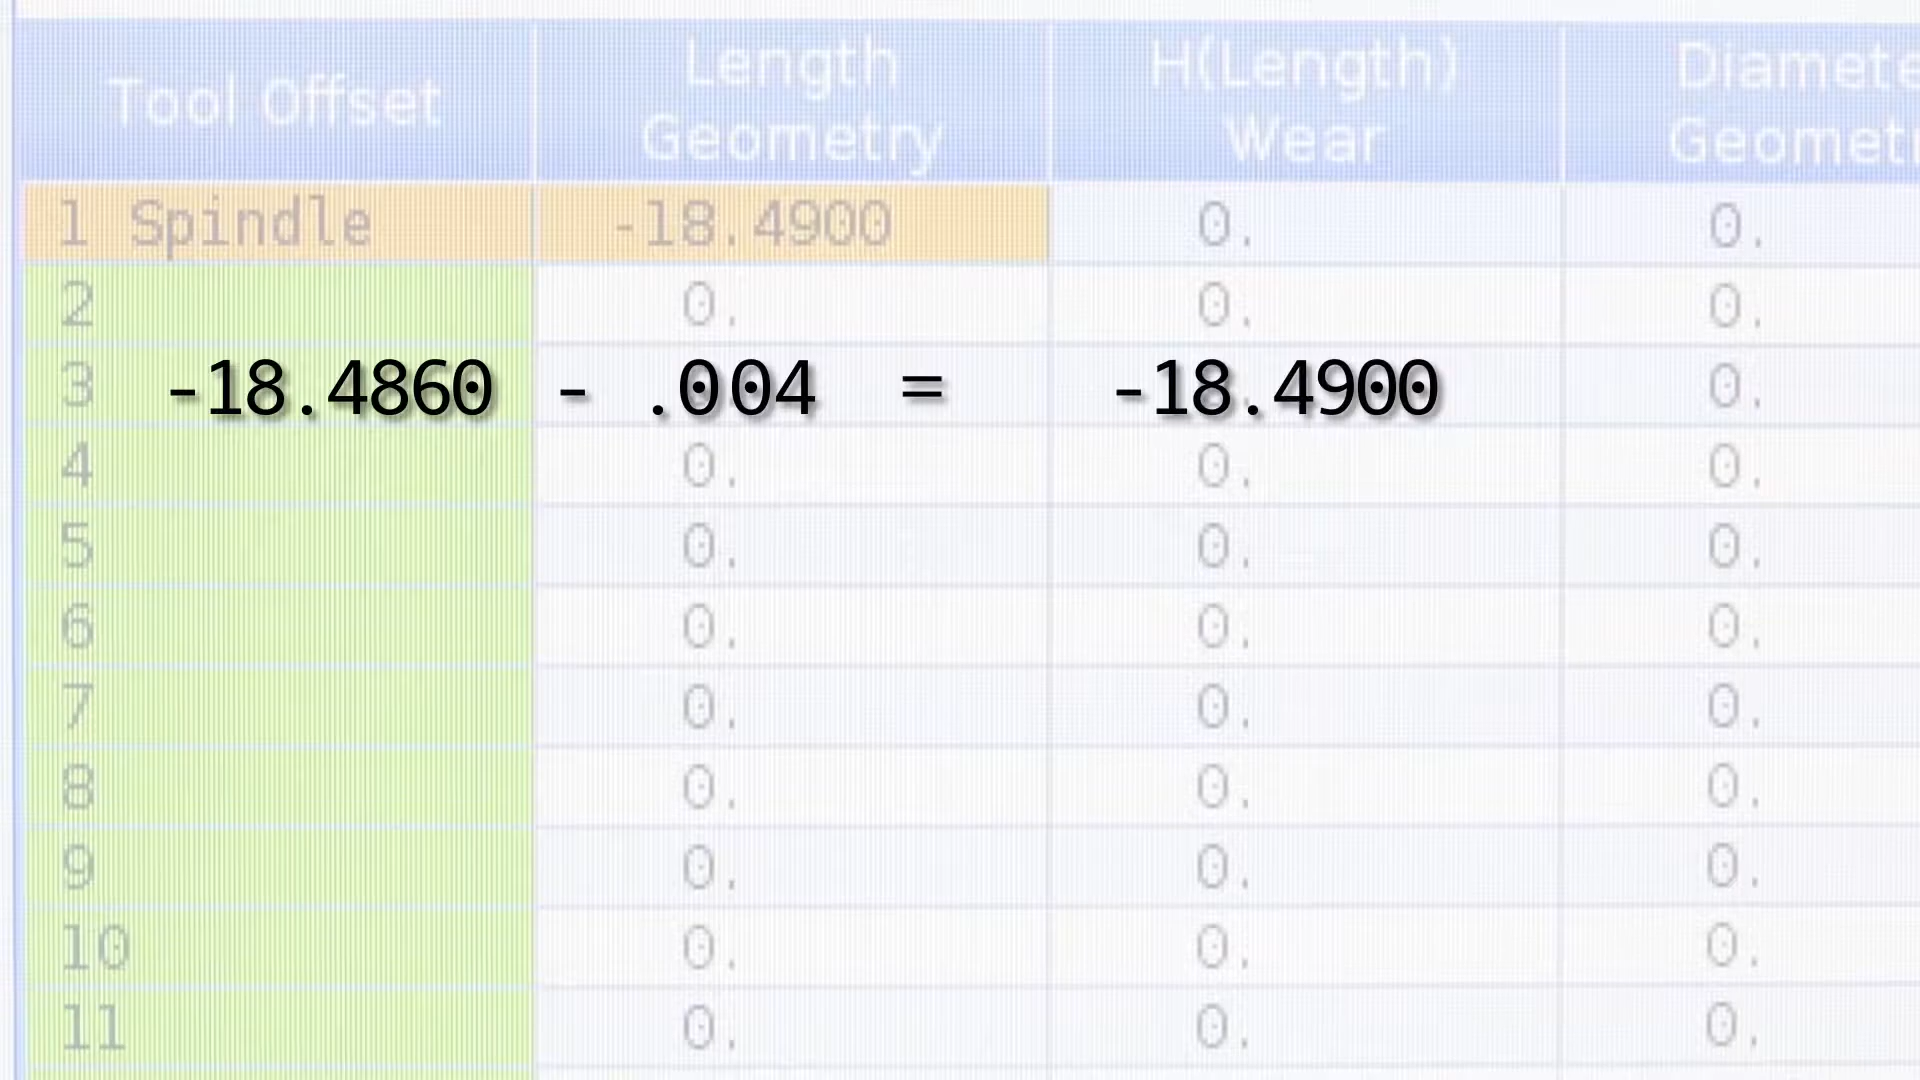 Tool Offset Length Geometry H(Length) Wear
1 Spindle -18.4900 0. 0.
2 0. 0. 0.
3 0.
-18.4860 - .004 = -18.4900
4 0. 0. 0.
5 0. 0. 0.
6 0. 0. 0.
7 0. 0. 0.
8 0. 0. 0.
9 0. 0. 0.
10 0. 0. 0.
11 0. 0. 0.